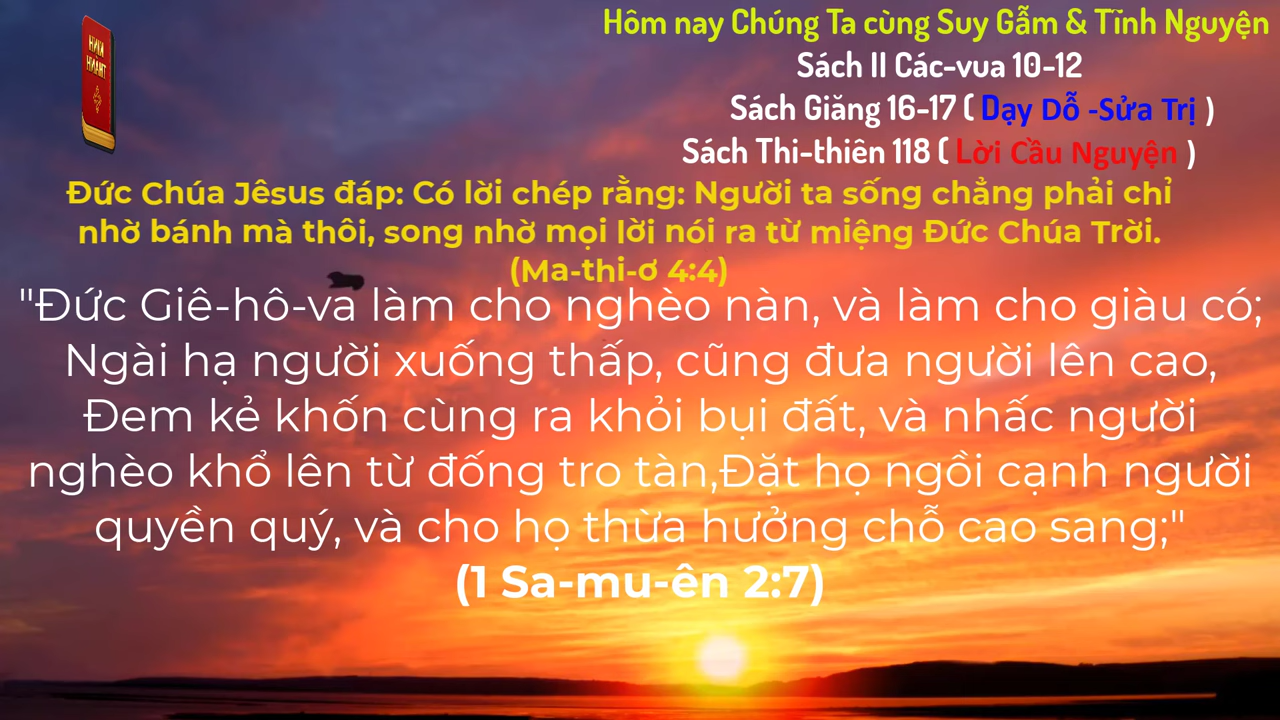 KINH
THÁNH
Hôm nay Chúng Ta cùng Suy Gẫm & Tĩnh Nguyện
Sách II Các-vua 10-12
Sách Giăng 16-17 ( Dạy Dỗ -Sửa Trị )
Sách Thi-thiên 118 ( Lời Cầu Nguyện )
Đức Chúa Jêsus đáp: Có lời chép rằng: Người ta sống chẳng phải chỉ
nhờ bánh mà thôi, song nhờ mọi lời nói ra từ miệng Đức Chúa Trời.
(Ma-thi-ơ 4:4)
"Đức Giê-hô-va làm cho nghèo nàn, và làm cho giàu có;
Ngài hạ người xuống thấp, cũng đưa người lên cao,
Đem kẻ khốn cùng ra khỏi bụi đất, và nhấc người
nghèo khổ lên từ đống tro tàn,Đặt họ ngồi cạnh người
quyền quý, và cho họ thừa hưởng chỗ cao sang;"
(1 Sa-mu-ên 2:7)